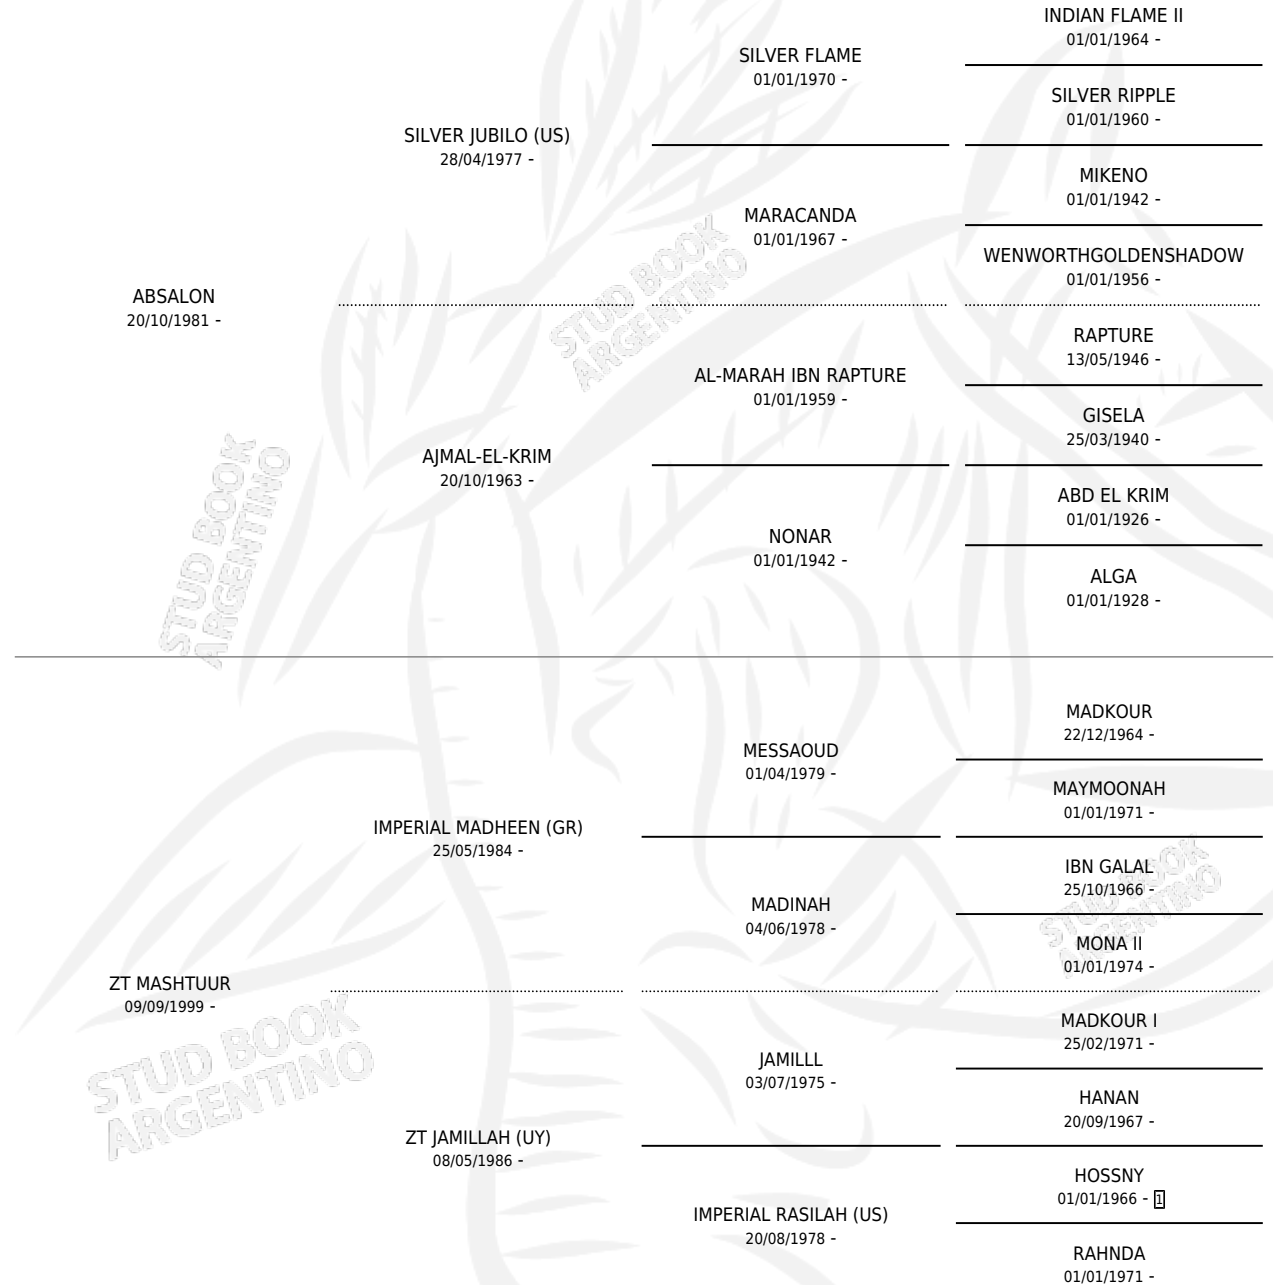 INDIAN FLAME II
01/01/1964 -
SILVER FLAME
01/01/1970 -
SILVER RIPPLE
01/01/1960 -
SILVER JUBILO (US)
28/04/1977 -
MIKENO
01/01/1942 -
MARACANDA
01/01/1967 -
WENWORTHGOLDENSHADOW
01/01/1956 -
ABSALON
20/10/1981 -
STUD BOOK
ARGENTINO
RAPTURE
13/05/1946 -
AL-MARAH IBN RAPTURE
01/01/1959 -
GISELA
25/03/1940 -
AJMAL-EL-KRIM
20/10/1963 -
ABD EL KRIM
01/01/1926 -
NONAR
01/01/1942 -
ALGA
01/01/1928 -
STUD BOOK
ARGENTINO
MADKOUR
22/12/1964 -
MESSAOUD
01/04/1979 -
MAYMOONAH
01/01/1971 -
IMPERIAL MADHEEN (GR)
25/05/1984 -
IBN GALAL
25/10/1966 -
MADINAH
04/06/1978 -
MONA II
01/01/1974 -
STUD BOOK
ARGENTINO
ZT MASHTUUR
09/09/1999 -
MADKOUR I
25/02/1971 -
JAMILLL
03/07/1975 -
HANAN
20/09/1967 -
STUD BOOK
ARGENTINO
ZT JAMILLAH (UY)
08/05/1986 -
HOSSNY
01/01/1966 - 1
IMPERIAL RASILAH (US)
20/08/1978 -
RAHNDA
01/01/1971 -